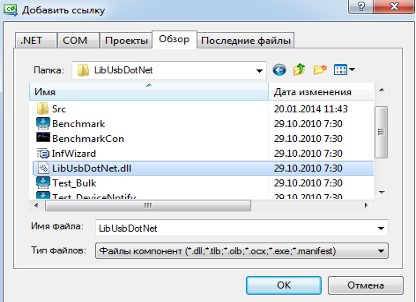 Добавить ссылку
.NET COM Проекты Обзор Последние файлы
Папка: LibUsbDotNet
Имя Дата изменения
Src 20.01.2014 11:43
Benchmark 29.10.2010 7:30
BenchmarkCon 29.10.2010 7:30
InfWizard 29.10.2010 7:30
LibUsbDotNet.dll 29.10.2010 7:30
Test_Bulk 29.10.2010 7:30
Test_DeviceNotify 29.10.2010 7:30
Имя файла: LibUsbDotNet
Тип файлов: Файлы компонент (*.dll;*.tlb;*.olb;*.ocx;*.exe;*.manifest)
OK Отмена